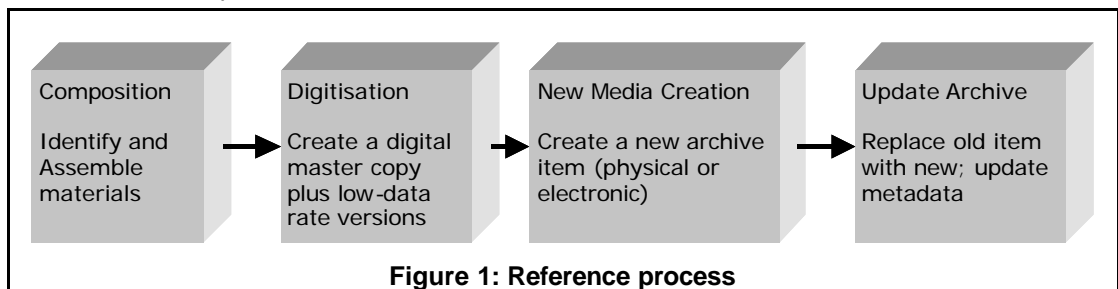 Composition
Identify and
Assemble
materials
Digitisation
Create a digital
master copy
plus low-data
rate versions
New Media Creation
Create a new archive
item (physical or
electronic)
Update Archive
Replace old item
with new; update
metadata
Figure 1: Reference process